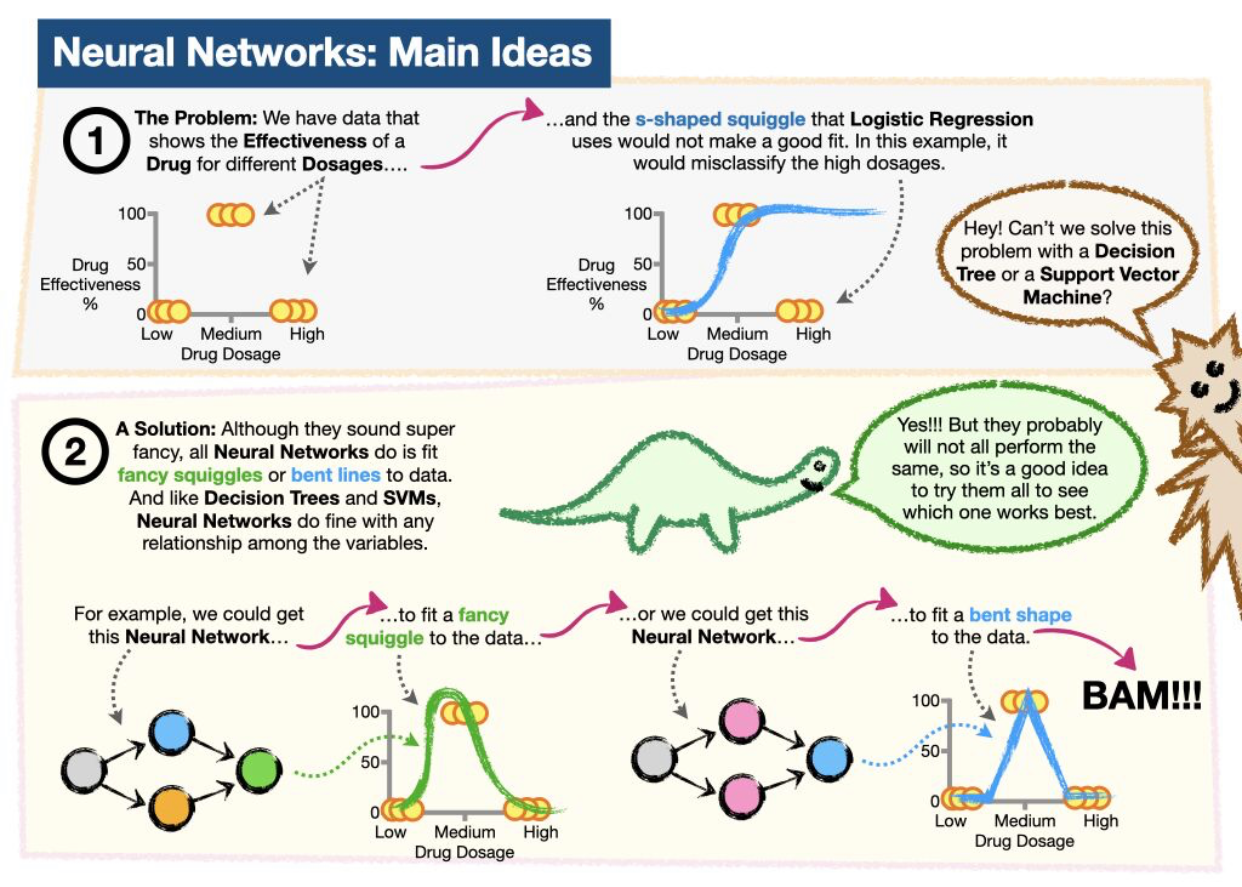 Neural Networks: Main Ideas
1
The Problem: We have data that
shows the Effectiveness of a
Drug for different Dosages….
…and the s-shaped squiggle that Logistic Regression
uses would not make a good fit. In this example, it
would misclassify the high dosages.
100
50
0
Drug
Effectiveness
%
Low
Medium
High
Drug Dosage
100
50
0
Drug
Effectiveness
%
Low
Medium
High
Drug Dosage
Hey! Can't we solve this
problem with a Decision
Tree or a Support Vector
Machine?
2
A Solution: Although they sound super
fancy, all Neural Networks do is fit
fancy squiggles or bent lines to data.
And like Decision Trees and SVMs,
Neural Networks do fine with any
relationship among the variables.
Yes!!! But they probably
will not all perform the
same, so it's a good idea
to try them all to see
which one works best.
For example, we could get
this Neural Network…
…to fit a fancy
squiggle to the data…
…or we could get this
Neural Network…
…to fit a bent shape
to the data.
BAM!!!
100
50
0
Low
Medium
High
Drug Dosage
100
50
0
Low
Medium
High
Drug Dosage